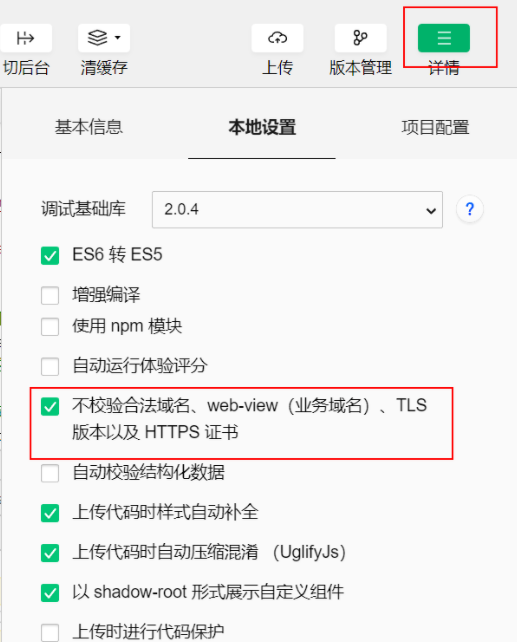 切后台 清缓存 上传 版本管理 详情
基本信息 本地设置 项目配置
调试基础库 2.0.4 ?
ES6 转 ES5
增强编译
使用 npm 模块
自动运行体验评分
不校验合法域名、web-view（业务域名）、TLS
版本以及 HTTPS 证书
自动校验结构化数据
上传代码时样式自动补全
上传代码时自动压缩混淆 （UglifyJs）
以 shadow-root 形式展示自定义组件
上传时进行代码保护